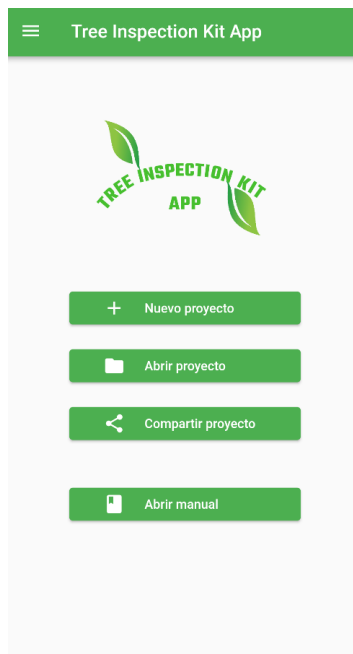 Tree Inspection Kit App
TREE INSPECTION KIT
APP
Nuevo proyecto
Abrir proyecto
Compartir proyecto
Abrir manual